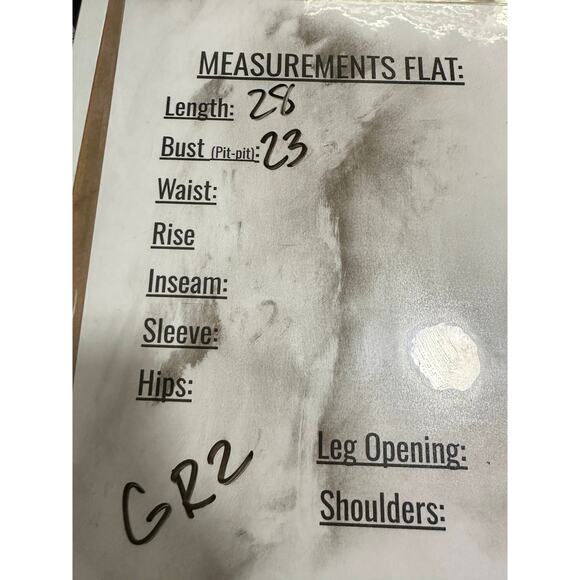 MEASUREMENTS FLAT:
Length: 28
Bust (Pit-pit): 23
Waist:
Rise
Inseam:
Sleeve:
Hips:
Leg Opening:
Shoulders:
GR2